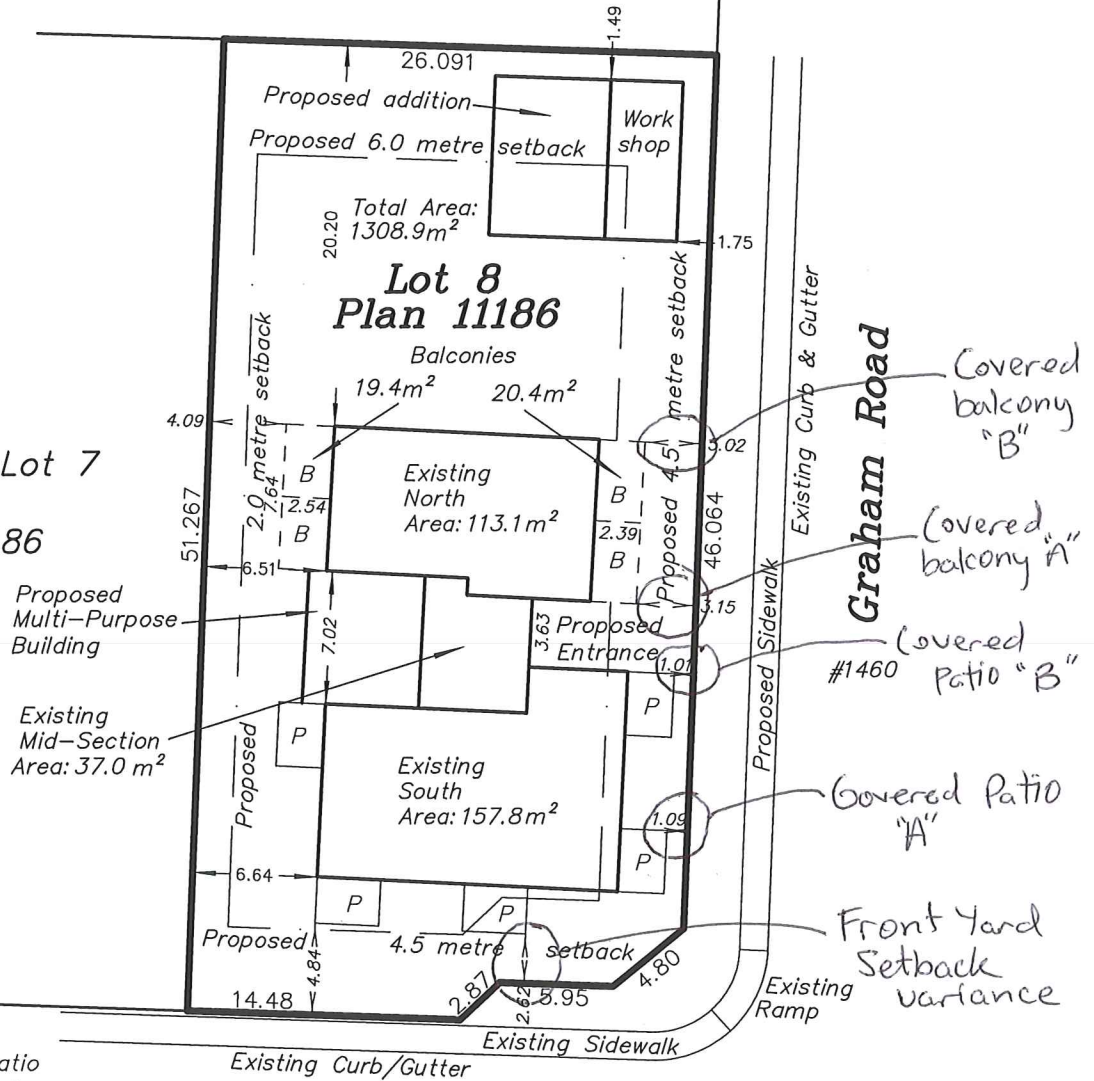 1.49
26.091
Proposed addition
Work
shop
Proposed 6.0 metre setback
Total Area:
1308.9m²
20.20
1.75
Lot 8
Plan 11186
Balconies
19.4m² 20.4m²
2.0 metre setback
Proposed 4.5 metre setback
Existing Curb & Gutter
Graham Road
Covered
balcony
"B"
4.09
3.02
Lot 7
86
51.267
7.64
B
2.54
B
Existing
North
Area: 113.1m²
B
2.39
B
46.064
Covered
balcony "A"
6.51
3.15
Proposed
Multi-Purpose
Building
7.02
3.63
Proposed
Entrance
1.01
#1460
Covered
Patio "B"
Proposed Sidewalk
Existing
Mid-Section
Area: 37.0 m²
P
P
Proposed
Existing
South
Area: 157.8m²
1.09
Covered Patio
"A"
P
6.64
P
P
Proposed 4.5 metre setback
4.84
Front Yard
Setback
variance
14.48
2.87
2.62
5.95
4.80
Existing
Ramp
Existing Sidewalk
Existing Curb/Gutter
atio